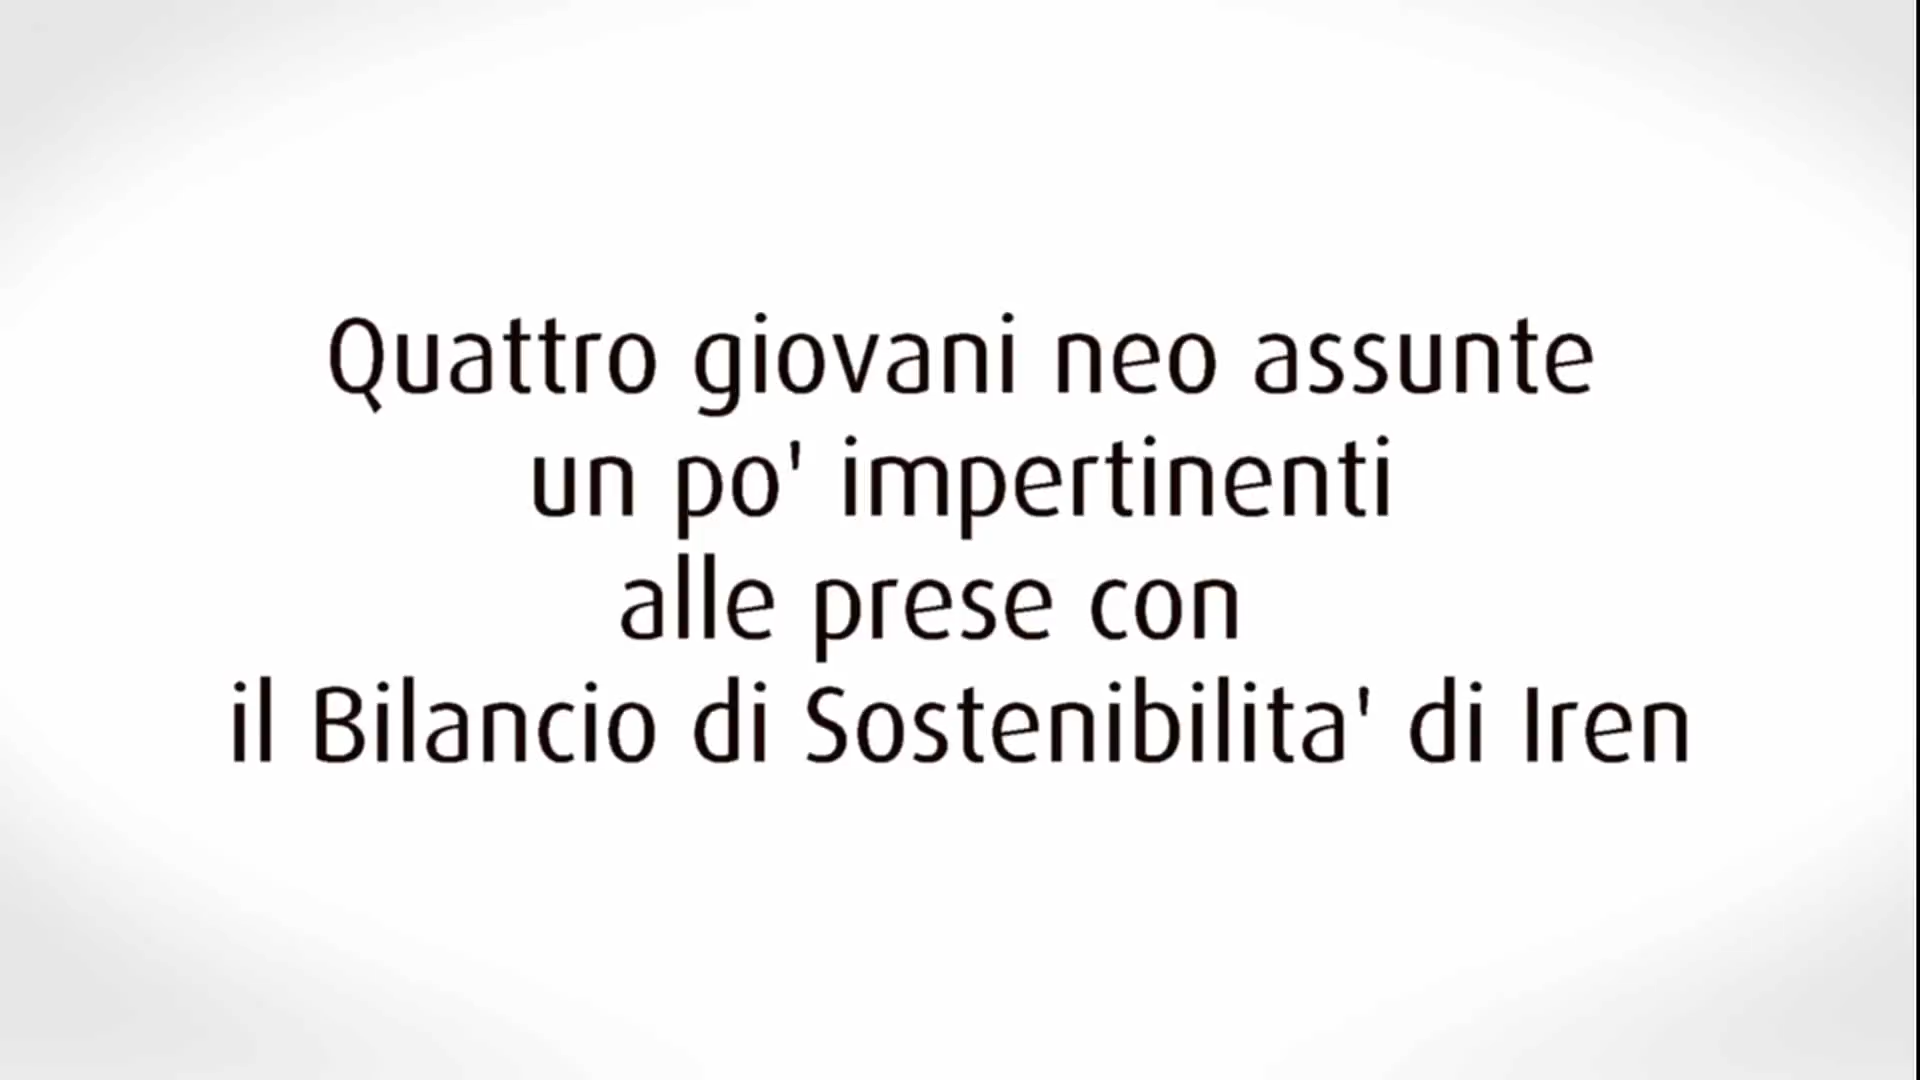 Quattro giovani neo assunte
un po' impertinenti
alle prese con
il Bilancio di Sostenibilita' di Iren